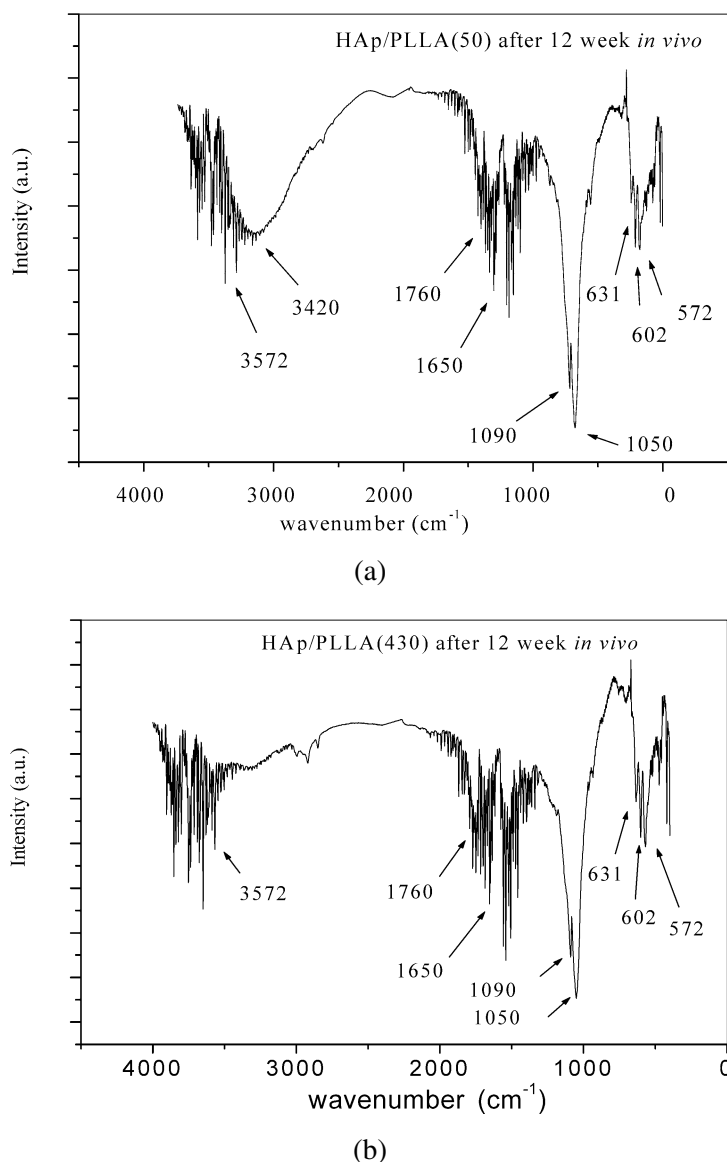 HAp/PLLA(50) after 12 week in vivo
Intensity (a.u.)
3420
3572
1760
1650
1090
1050
631
602
572
4000 3000 2000 1000 0
wavenumber (cm-1)
(a)
HAp/PLLA(430) after 12 week in vivo
Intensity (a.u.)
3572
1760
1650
1090
1050
631
602
572
4000 3000 2000 1000 0
wavenumber (cm-1)
(b)